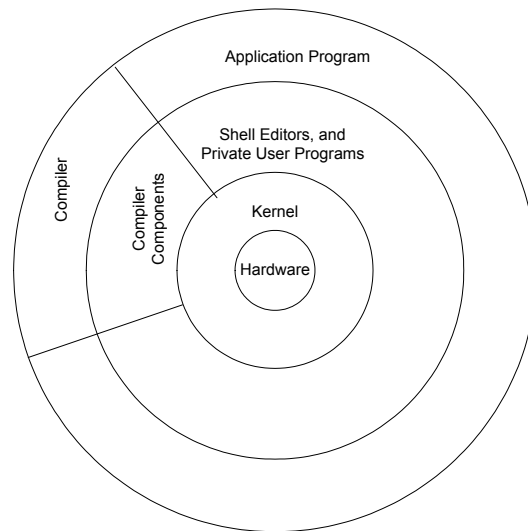 Application Program
Shell Editors, and
Private User Programs
Compiler
Compiler
Components
Kernel
Hardware